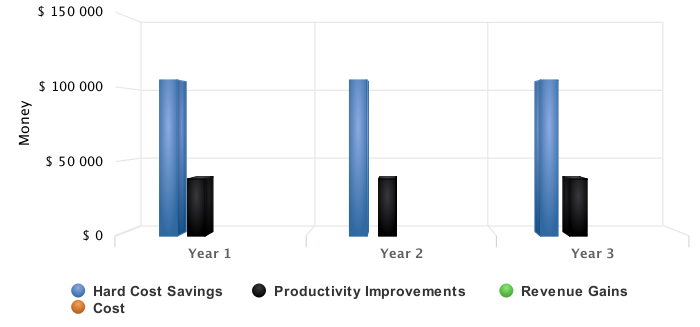 $ 150 000
$ 100 000
$ 50 000
$ 0
Money
Year 1 Year 2 Year 3
Hard Cost Savings Productivity Improvements Revenue Gains
Cost